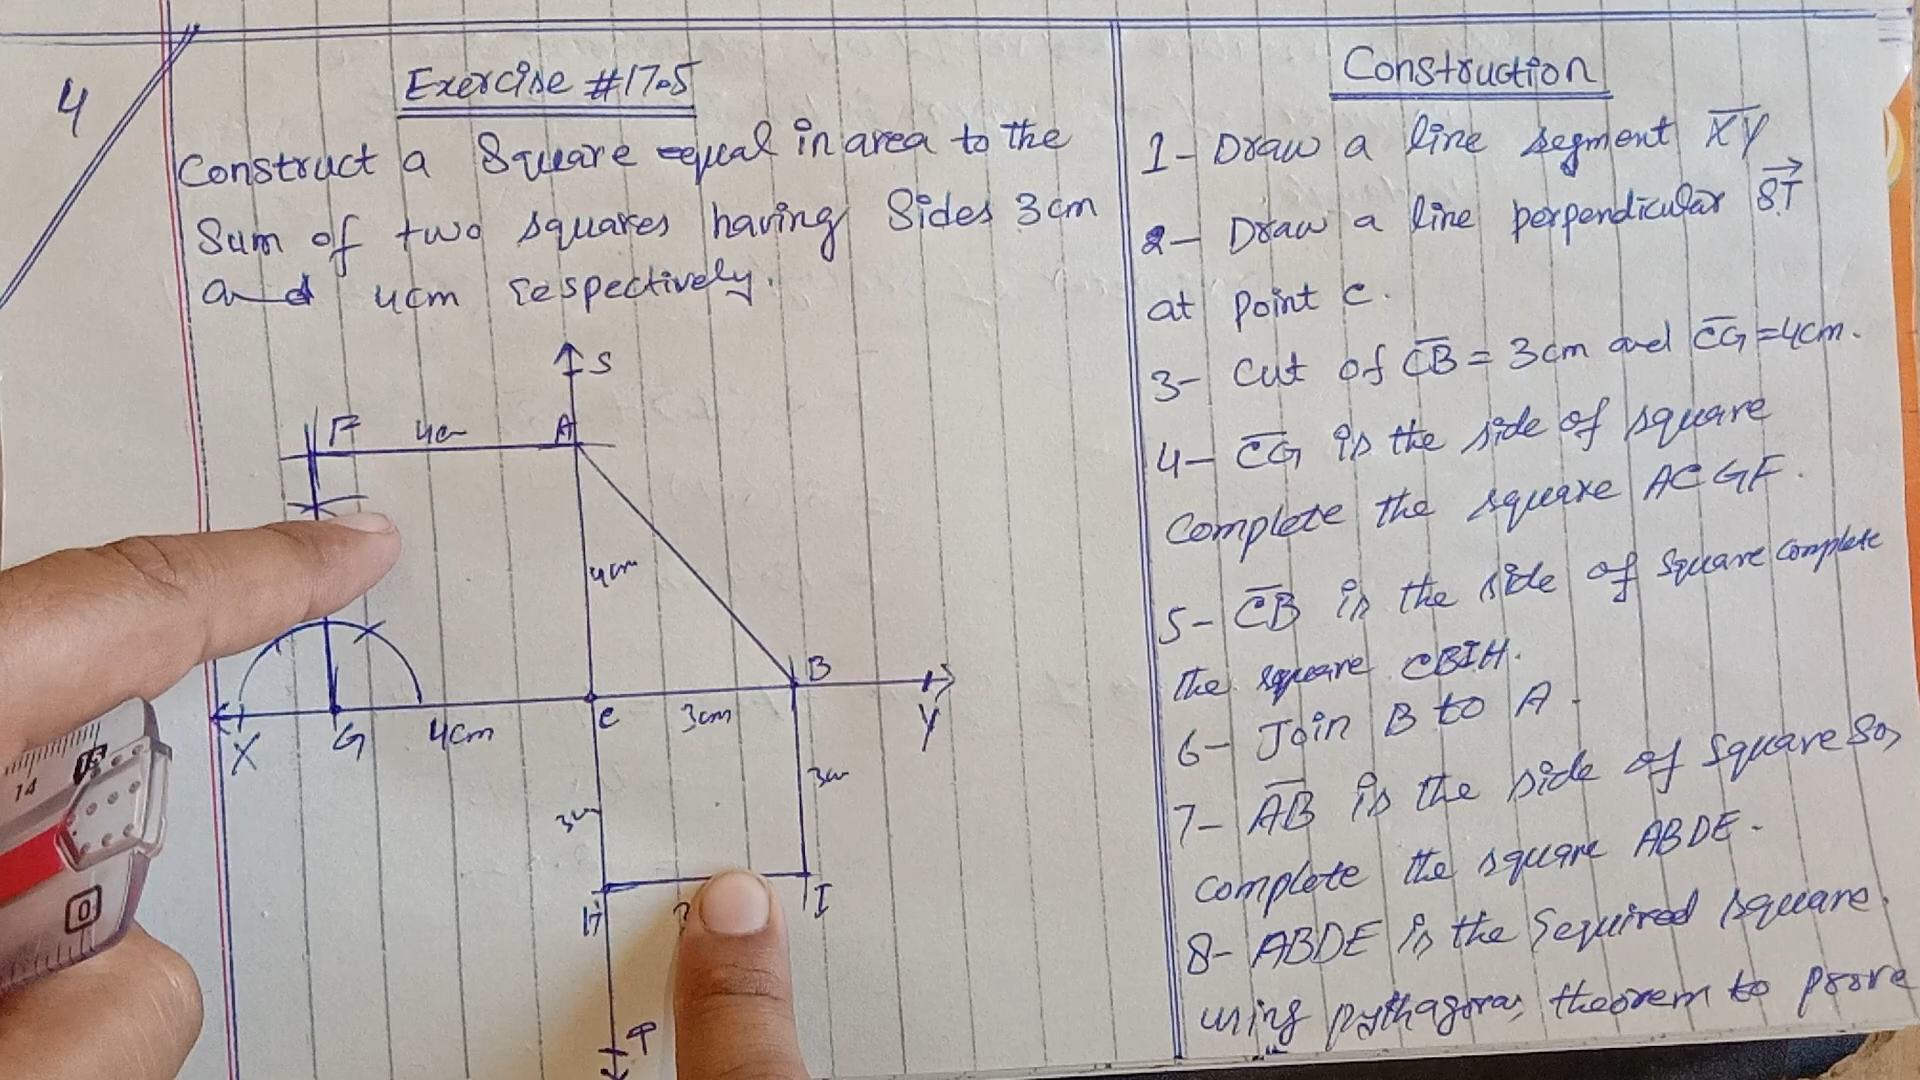 4
Exercise #17.5
Construct a Square equal in area to the
Sum of two squares having Sides 3cm
and 4cm respectively.
S
F 4c A
4cm
B
X G 4cm C 3cm Y
3cm 3cm
H I
T
Construction
1- Draw a line segment XY
2- Draw a line perpendicular ST
at point C.
3- Cut of CB = 3cm and CG = 4cm.
4- CG is the side of square
Complete the square ACGF.
5- CB is the side of square complete
the square CBIH.
6- Join B to A.
7- AB is the side of square so,
complete the square ABDE.
8- ABDE is the required square.
using pythagoras theorem to prove
14 15
0